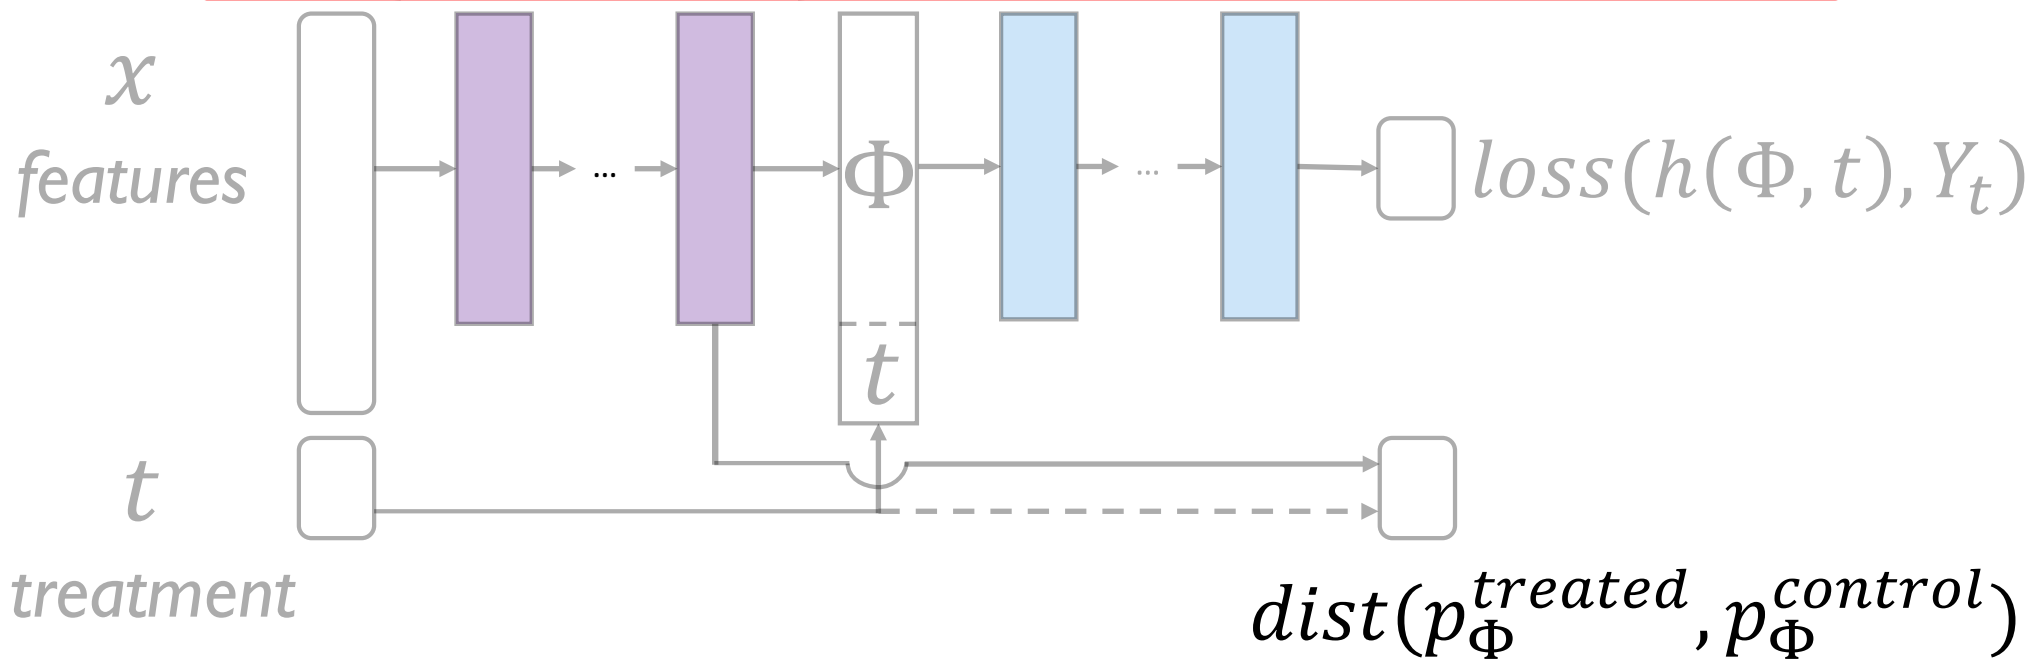 x
features
...
Φ
...
loss(h(Φ, t), Y_t)
t
t
treatment
dist(p_Φ^treated, p_Φ^control)